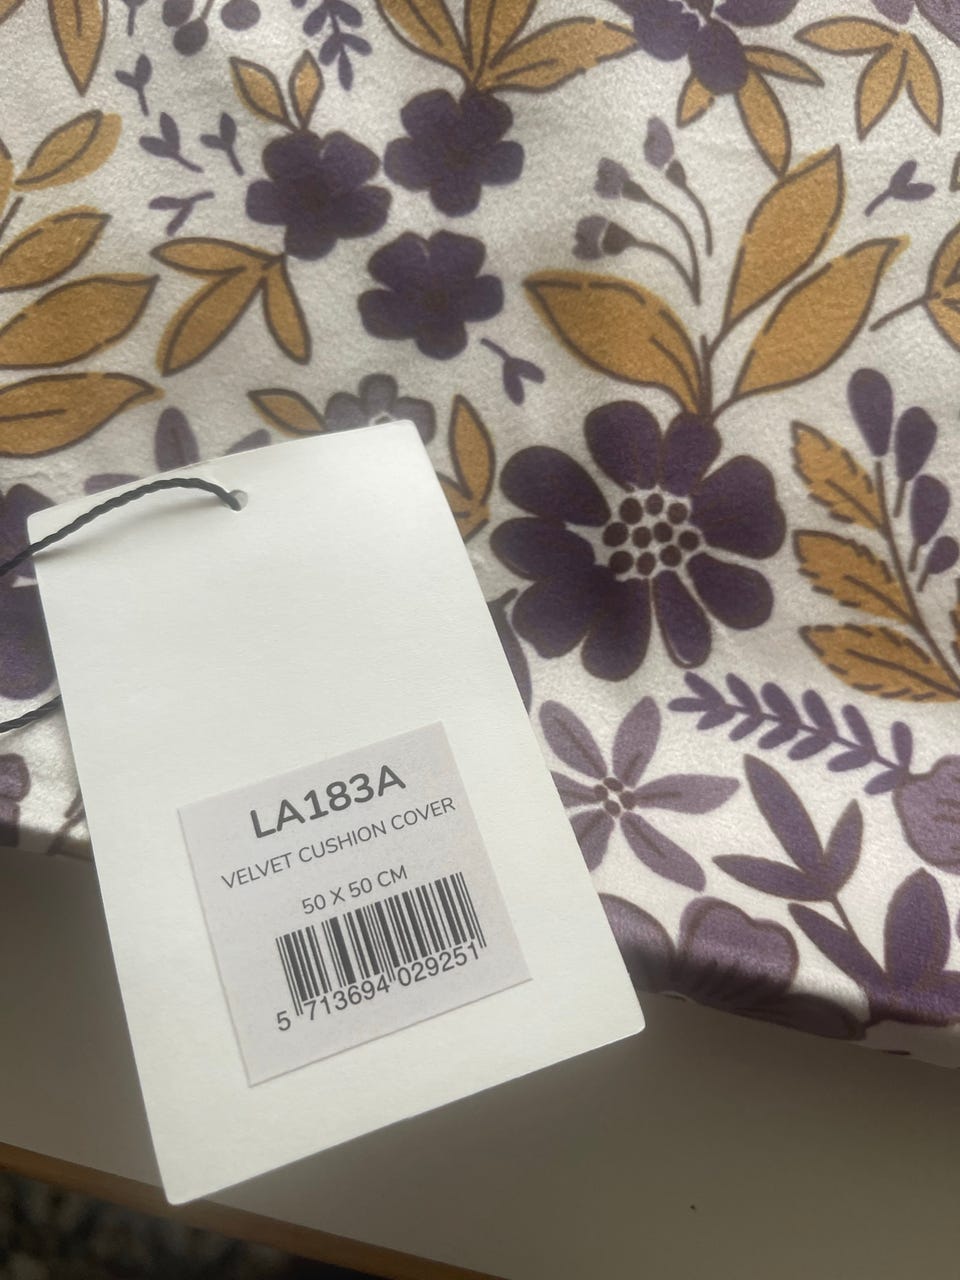 LA183A
VELVET CUSHION COVER
50 X 50 CM
5 713694 029251